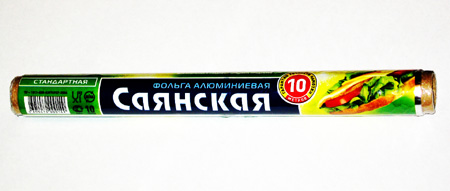 СТАНДАРТНАЯ
ФОЛЬГА АЛЮМИНИЕВАЯ
Саянская
10